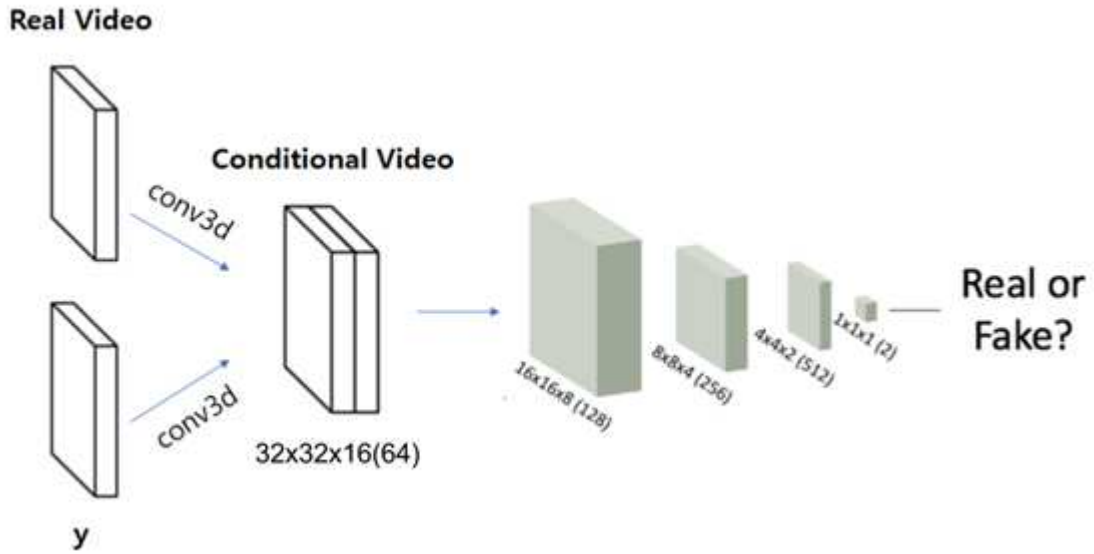 Real Video
conv3d
Conditional Video
conv3d
y
32x32x16(64)
16x16x8 (128)
8x8x4 (256)
4x4x2 (512)
1x1x1 (2)
Real or
Fake?